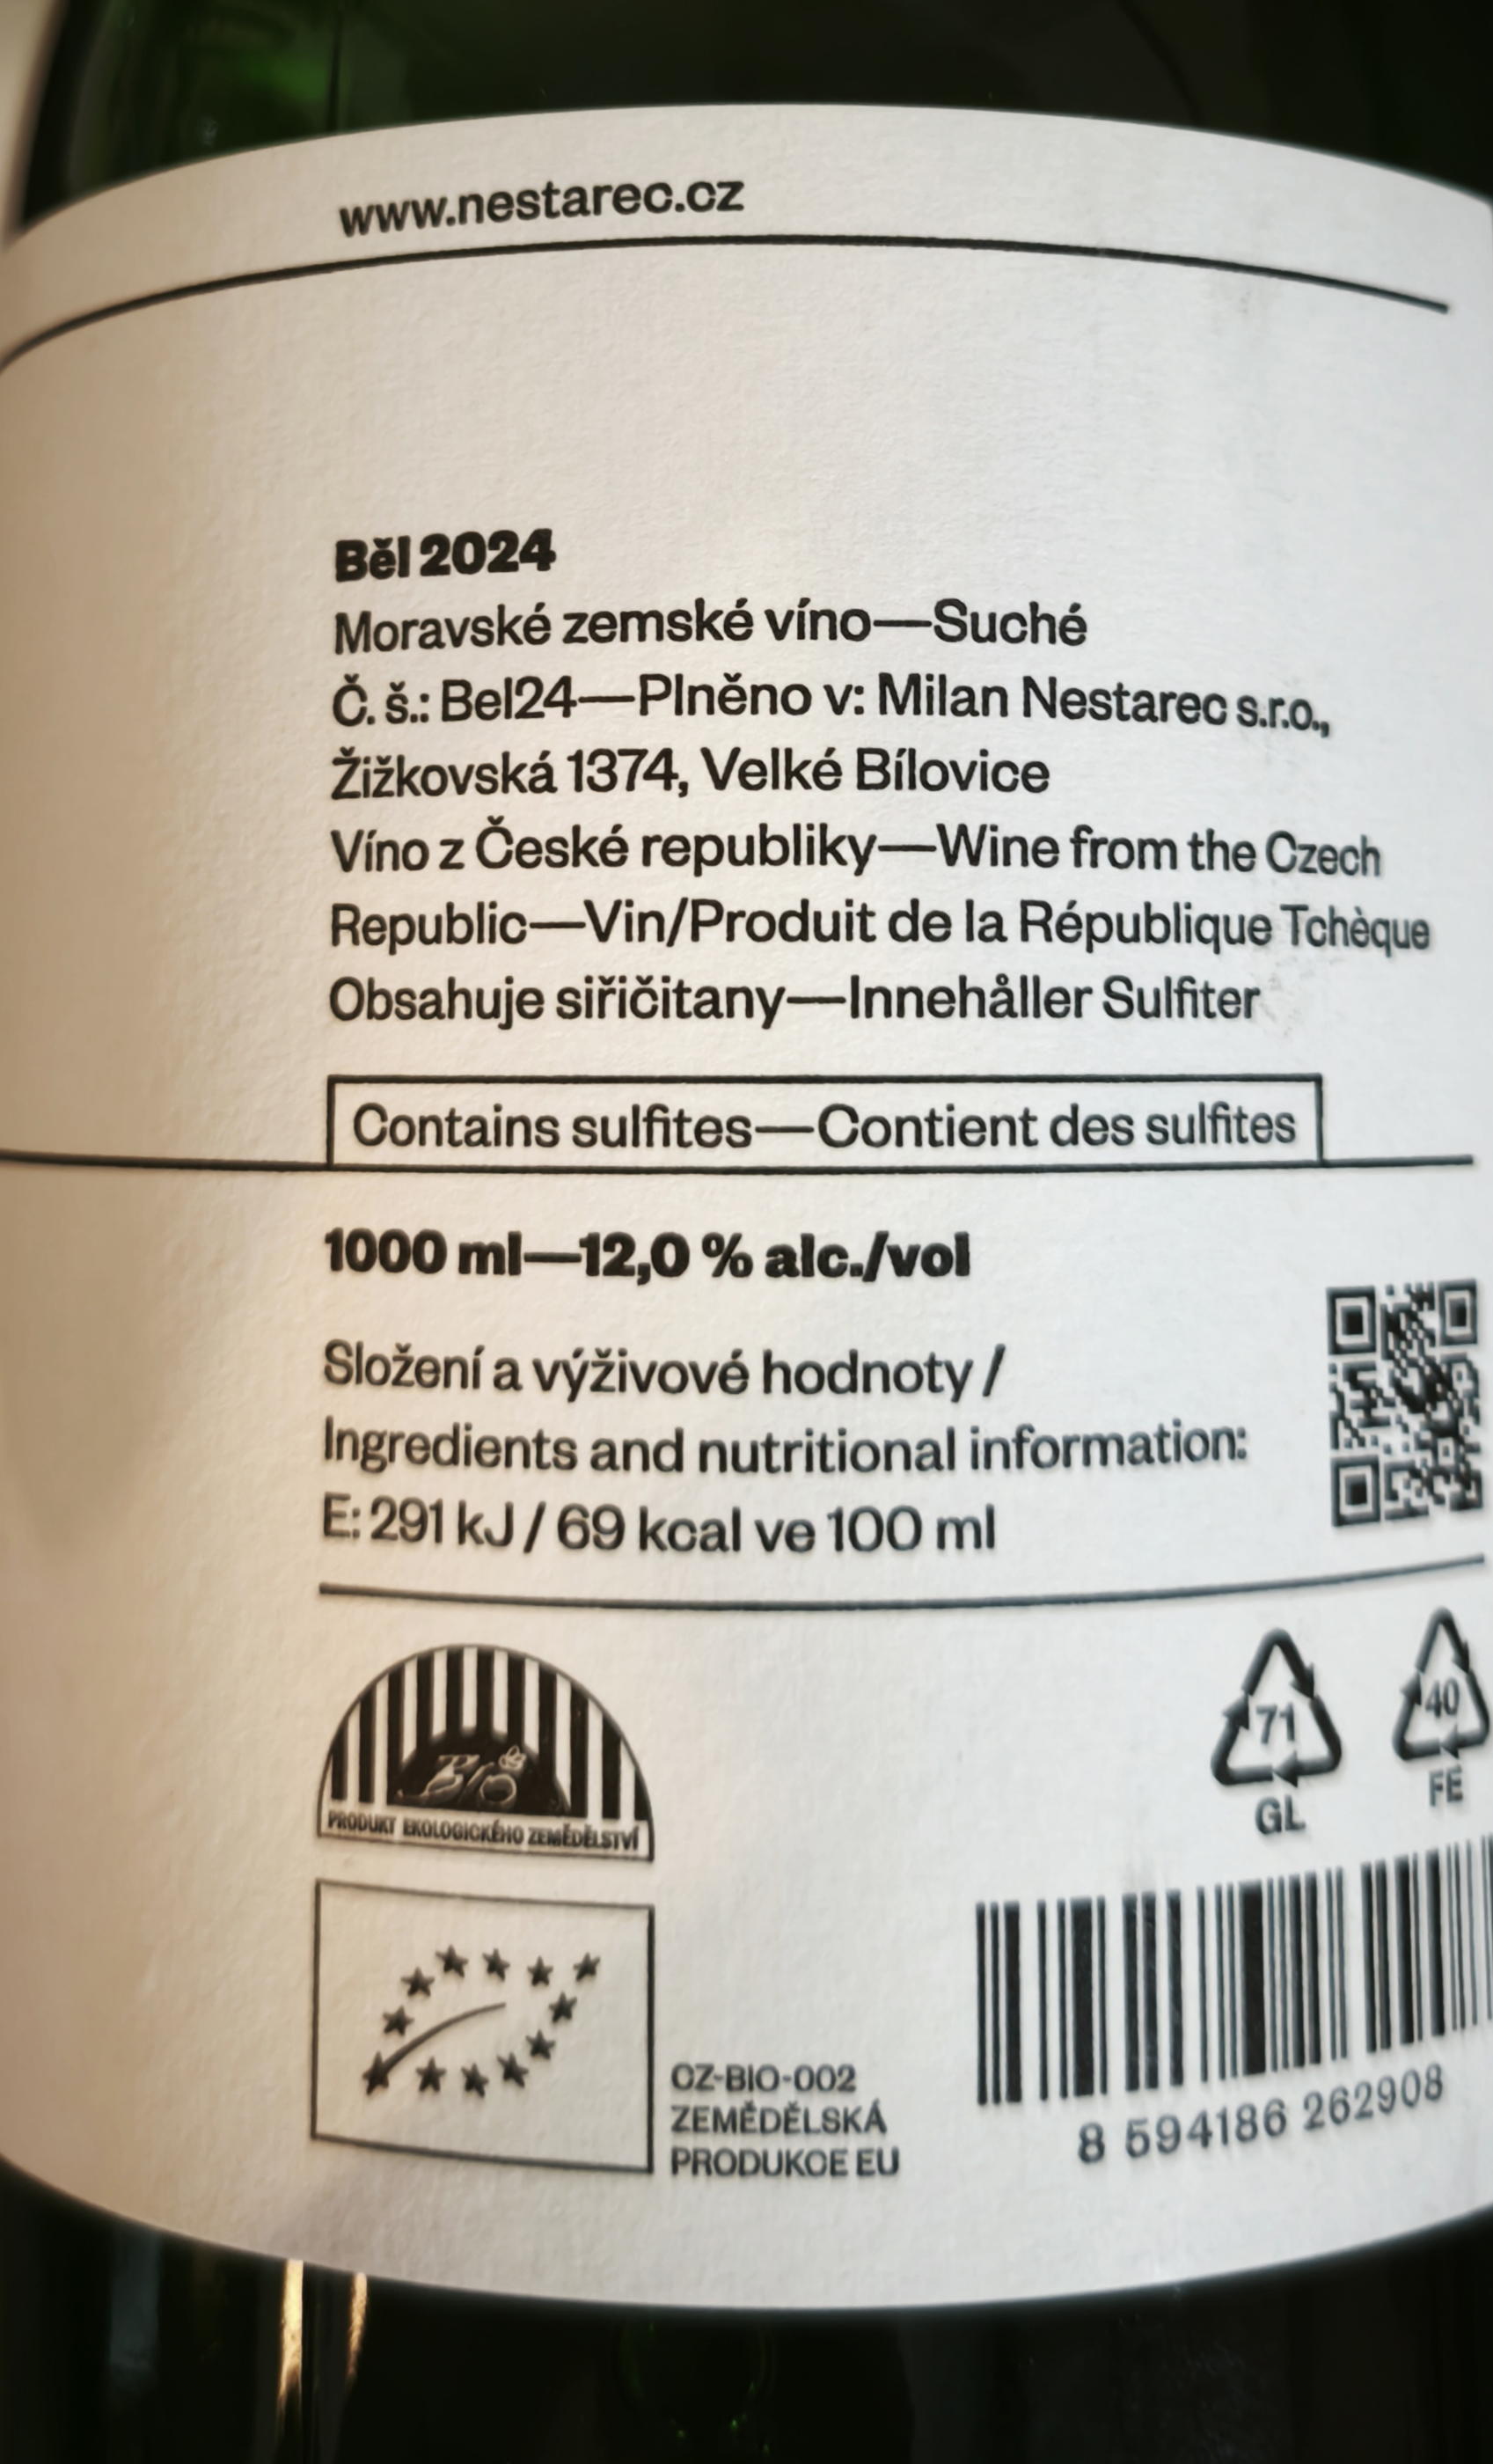 www.nestarec.cz
Běl 2024
Moravské zemské víno—Suché
Č. š.: Bel24—Plněno v: Milan Nestarec s.r.o.,
Žižkovská 1374, Velké Bílovice
Víno z České republiky—Wine from the Czech
Republic—Vin/Produit de la République Tchèque
Obsahuje siřičitany—Innehåller Sulfiter
Contains sulfites—Contient des sulfites
1000 ml—12,0 % alc./vol
Složení a výživové hodnoty /
Ingredients and nutritional information:
E: 291 kJ / 69 kcal ve 100 ml
Bio
PRODUKT EKOLOGICKÉHO ZEMĚDĚLSTVÍ
71
GL
40
FE
CZ-BIO-002
ZEMĚDĚLSKÁ
PRODUKCE EU
8 594186 262908